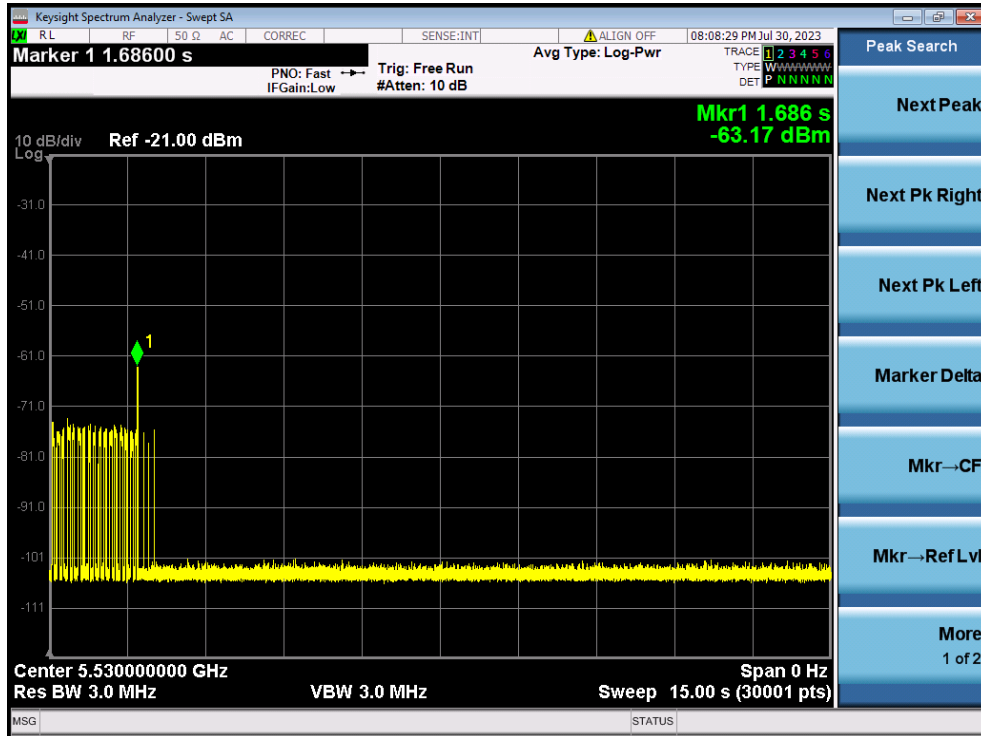 Keysight Spectrum Analyzer - Swept SA
LXI RL RF 50 Ω AC CORREC SENSE:INT ALIGN OFF 08:08:29 PM Jul 30, 2023
Marker 1 1.68600 s
PNO: Fast
IFGain:Low
Trig: Free Run
#Atten: 10 dB
Avg Type: Log-Pwr
TRACE 1 2 3 4 5 6
TYPE WWWWWWW
DET P N N N N N
Mkr1 1.686 s
-63.17 dBm
10 dB/div Ref -21.00 dBm
Log
-31.0
-41.0
-51.0
1
-61.0
-71.0
-81.0
-91.0
-101
-111
Center 5.530000000 GHz Span 0 Hz
Res BW 3.0 MHz VBW 3.0 MHz Sweep 15.00 s (30001 pts)
MSG STATUS
Peak Search
Next Peak
Next Pk Right
Next Pk Left
Marker Delta
Mkr→CF
Mkr→Ref Lvl
More
1 of 2